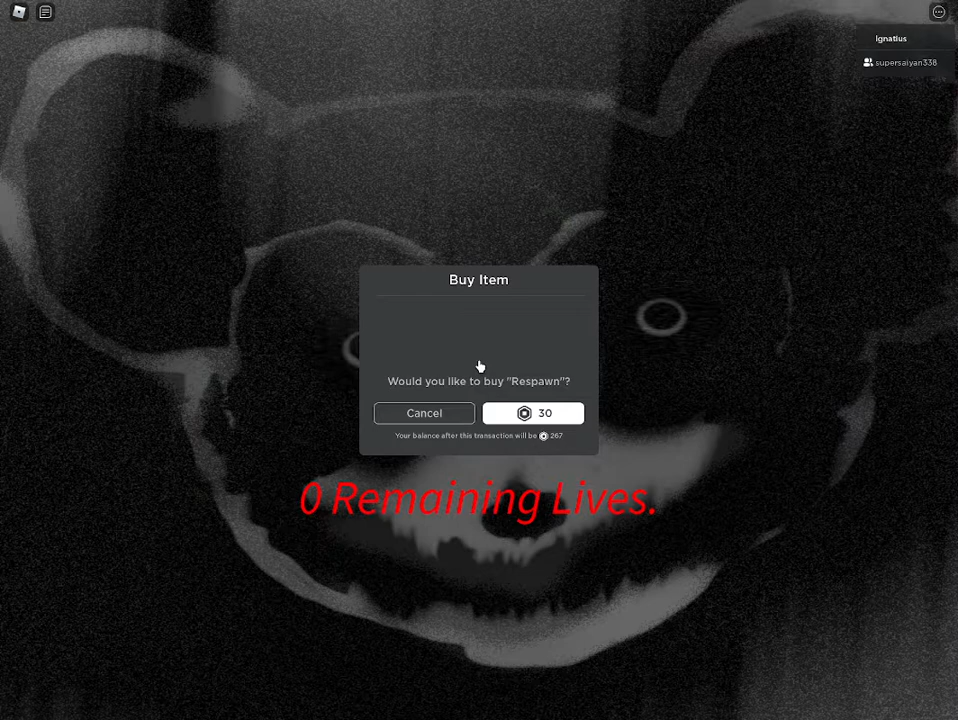 Ignatius
supersaiyan338
Buy Item
Would you like to buy "Respawn"?
Cancel
30
Your balance after this transaction will be 267
0 Remaining Lives.